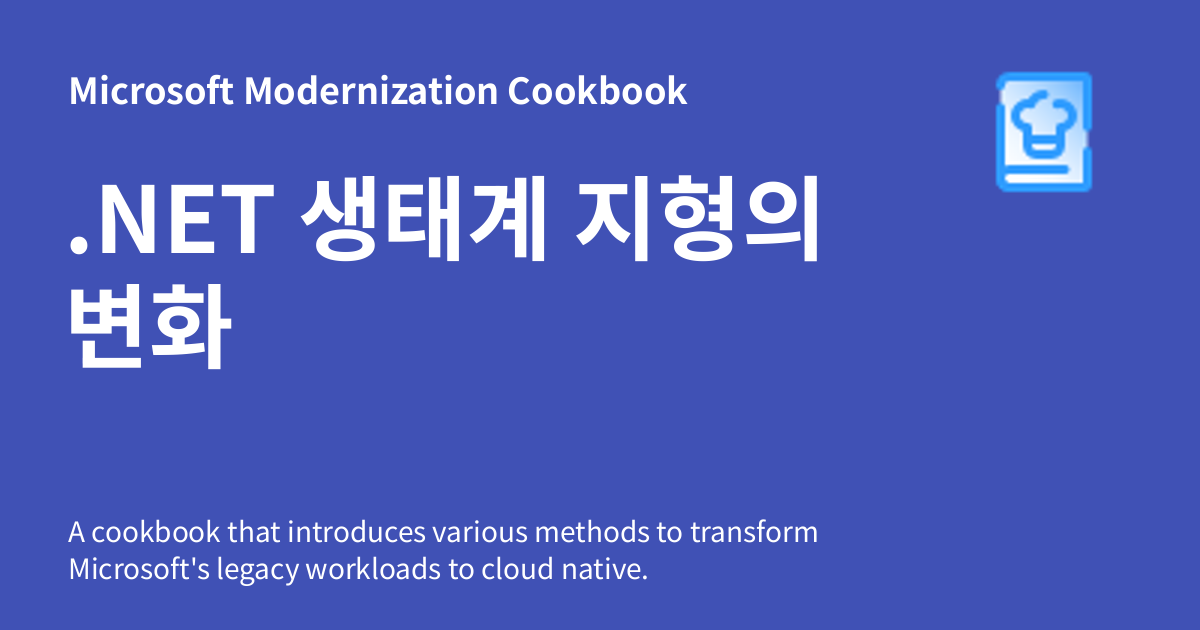 Microsoft Modernization Cookbook
.NET 생태계 지형의
변화
A cookbook that introduces various methods to transform
Microsoft's legacy workloads to cloud native.